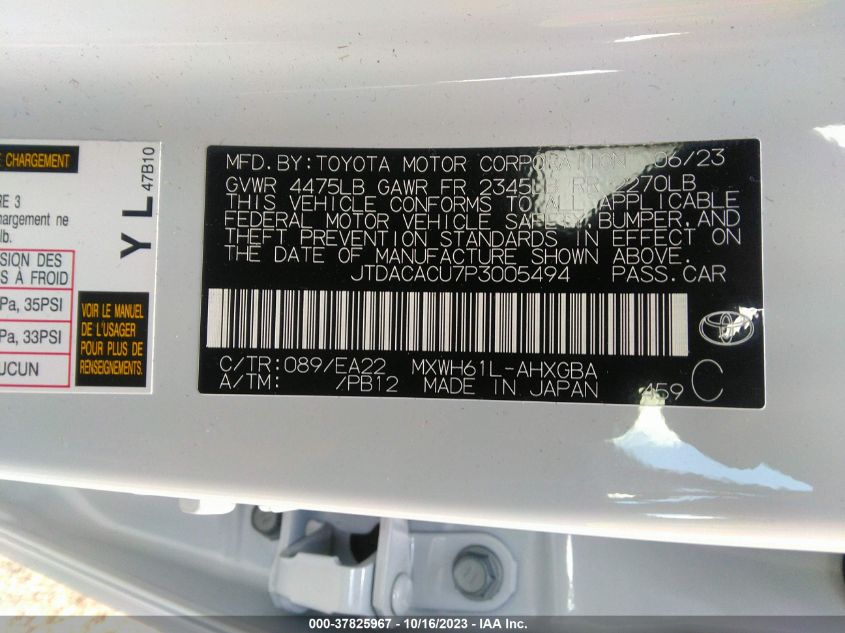 E CHARGEMENT
RE 3
hargement ne
lb.
SION DES
S À FROID
Pa, 35PSI
Pa, 33PSI
UCUN
VOIR LE MANUEL
DE L'USAGER
POUR PLUS DE
RENSEIGNEMENTS.
Y L
47B10
MFD. BY: TOYOTA MOTOR CORPORATION 06/23
GVWR 4475LB GAWR FR 2345LB RR 2270LB
THIS VEHICLE CONFORMS TO ALL APPLICABLE
FEDERAL MOTOR VEHICLE SAFETY, BUMPER, AND
THEFT PREVENTION STANDARDS IN EFFECT ON
THE DATE OF MANUFACTURE SHOWN ABOVE.
JTDACACU7P3005494 PASS. CAR
C/TR: 089/EA22 MXWH61L-AHXGBA
A/TM: /PB12 MADE IN JAPAN 459 C
000-37825967 - 10/16/2023 - IAA Inc.